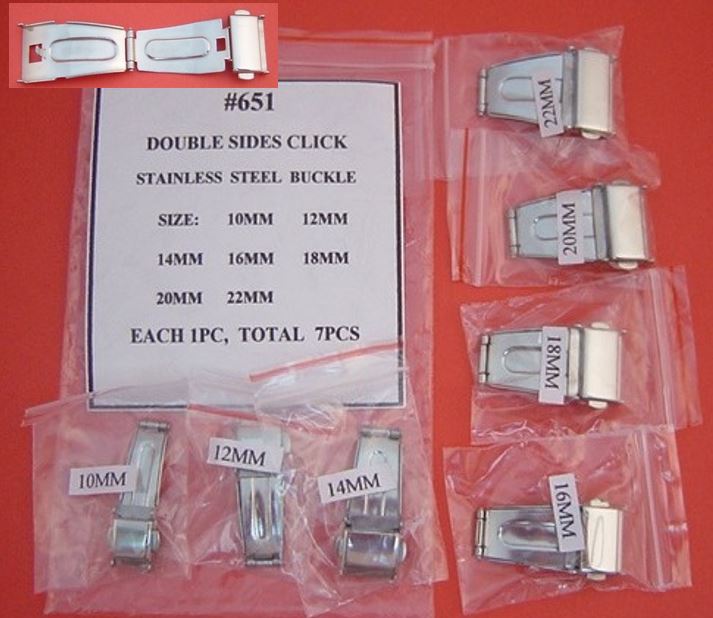 #651
DOUBLE SIDES CLICK
STAINLESS STEEL BUCKLE
SIZE: 10MM 12MM
14MM 16MM 18MM
20MM 22MM
EACH 1PC, TOTAL 7PCS
22MM
20MM
18MM
16MM
10MM
12MM
14MM